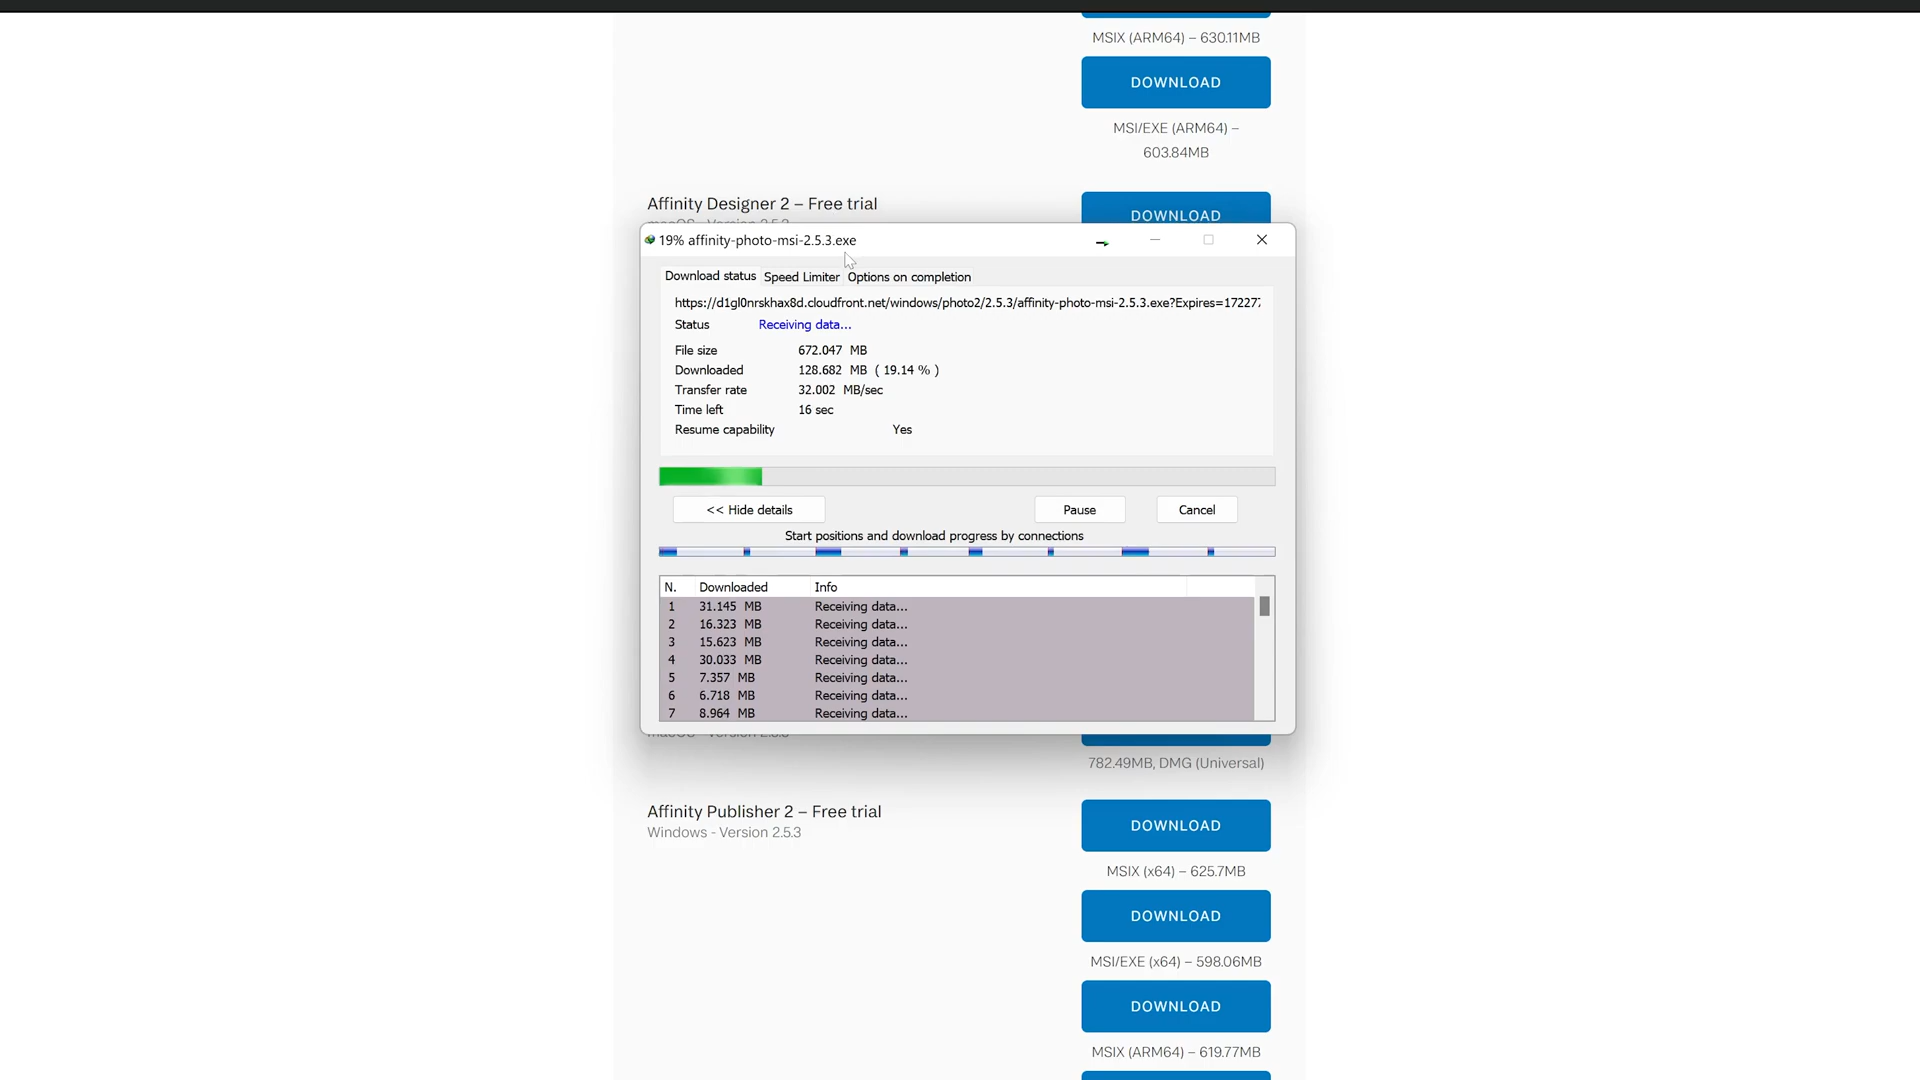 MSIX (ARM64) – 630.11MB
DOWNLOAD
MSI/EXE (ARM64) –
603.84MB
Affinity Designer 2 – Free trial
DOWNLOAD
19% affinity-photo-msi-2.5.3.exe
Download status
Speed Limiter
Options on completion
https://d1gl0nrskhax8d.cloudfront.net/windows/photo2/2.5.3/affinity-photo-msi-2.5.3.exe?Expires=17227
Status Receiving data...
File size 672.047 MB
Downloaded 128.682 MB ( 19.14 % )
Transfer rate 32.002 MB/sec
Time left 16 sec
Resume capability Yes
<< Hide details
Pause
Cancel
Start positions and download progress by connections
N. Downloaded Info
1 31.145 MB Receiving data...
2 16.323 MB Receiving data...
3 15.623 MB Receiving data...
4 30.033 MB Receiving data...
5 7.357 MB Receiving data...
6 6.718 MB Receiving data...
7 8.964 MB Receiving data...
782.49MB, DMG (Universal)
Affinity Publisher 2 – Free trial
Windows - Version 2.5.3
DOWNLOAD
MSIX (x64) – 625.7MB
DOWNLOAD
MSI/EXE (x64) – 598.06MB
DOWNLOAD
MSIX (ARM64) – 619.77MB